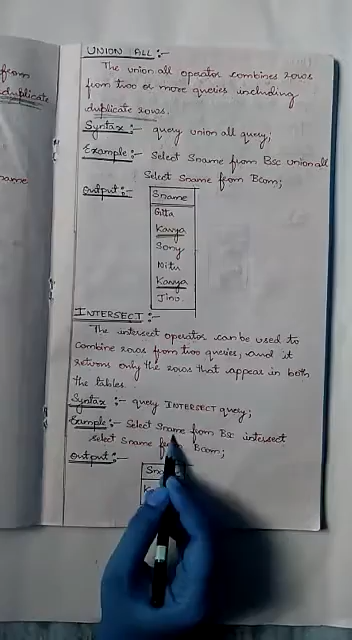 from
duplicate
name
UNION ALL :-
The union all operator combines rows
from two or more queries including
duplicate rows.
Syntax :- query union all query;
Example :- Select Sname from Bsc union all
Select Sname from Bcom;
Output :-
Sname
Gita
Kavya
Sony
Nitu
Kavya
Jino.
INTERSECT :-
The intersect operator can be used to
combine rows from two queries, and it
returns only the rows that appear in both
the tables.
Syntax :- query INTERSECT query;
Example :- Select Sname from Bsc intersect
select Sname from Bcom;
Output :-